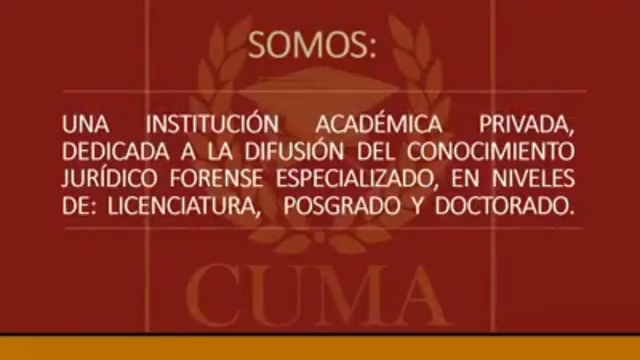 SOMOS:
UNA INSTITUCIÓN ACADÉMICA PRIVADA,
DEDICADA A LA DIFUSIÓN DEL CONOCIMIENTO
JURÍDICO FORENSE ESPECIALIZADO, EN NIVELES
DE: LICENCIATURA, POSGRADO Y DOCTORADO.
CUMA